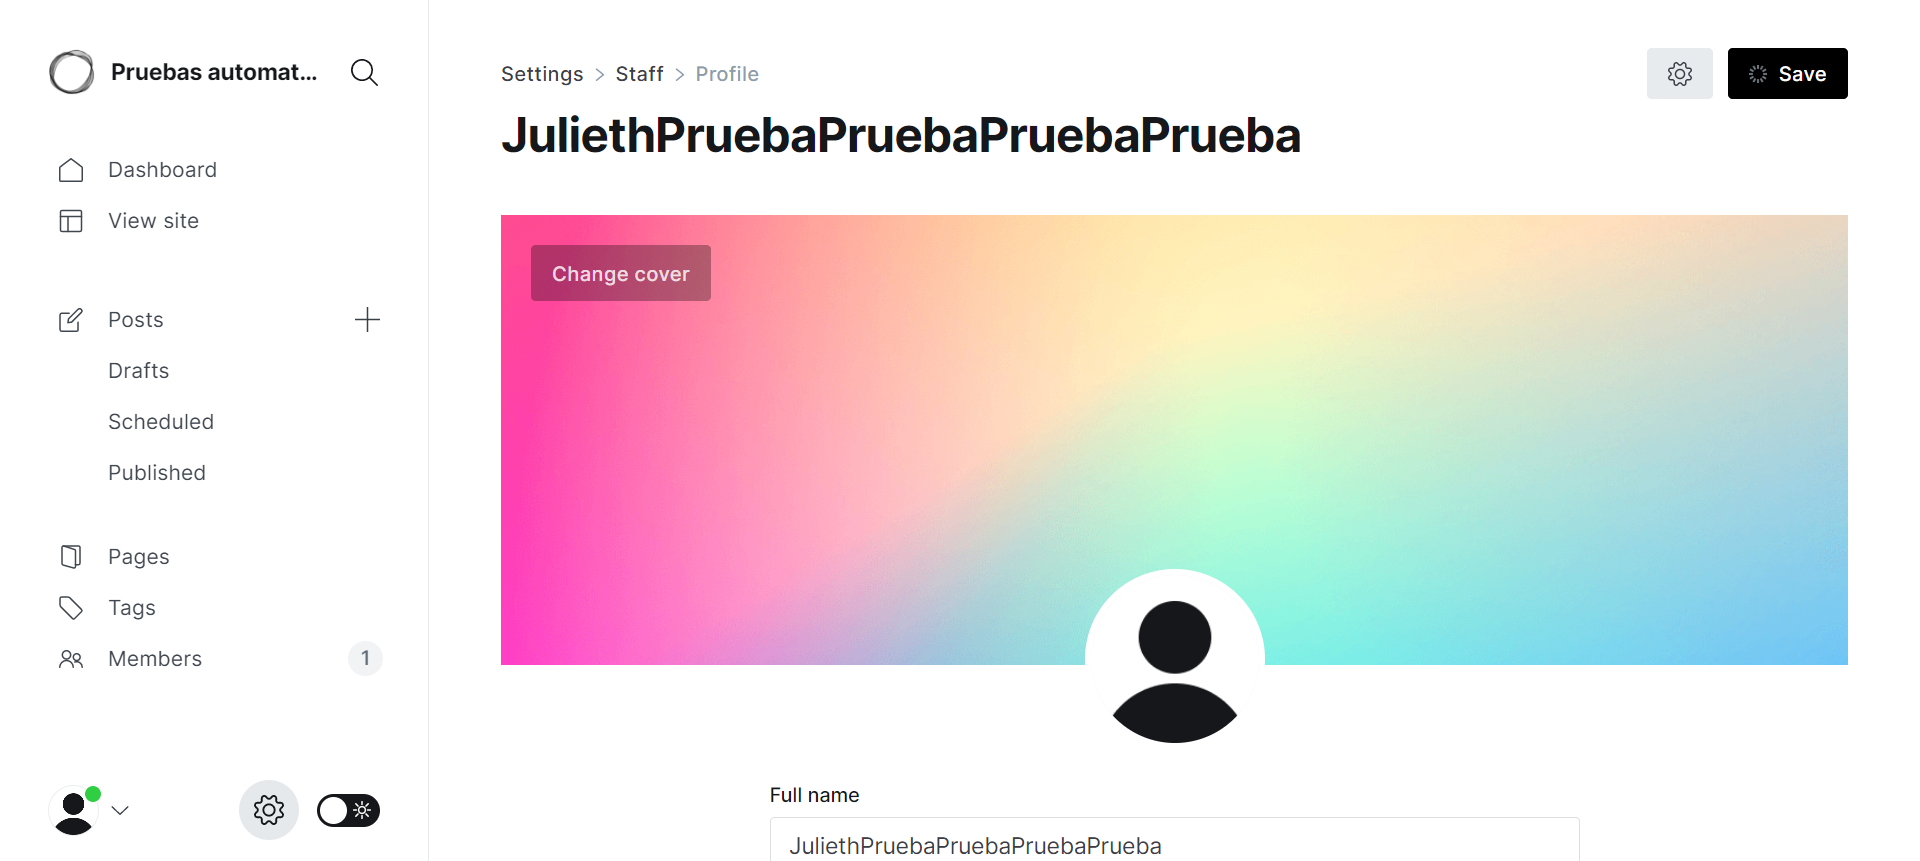 Pruebas automat...
Dashboard
View site
Posts
Drafts
Scheduled
Published
Pages
Tags
Members 1
Settings > Staff > Profile
Save
JuliethPruebaPruebaPruebaPrueba
Change cover
Full name
JuliethPruebaPruebaPruebaPrueba